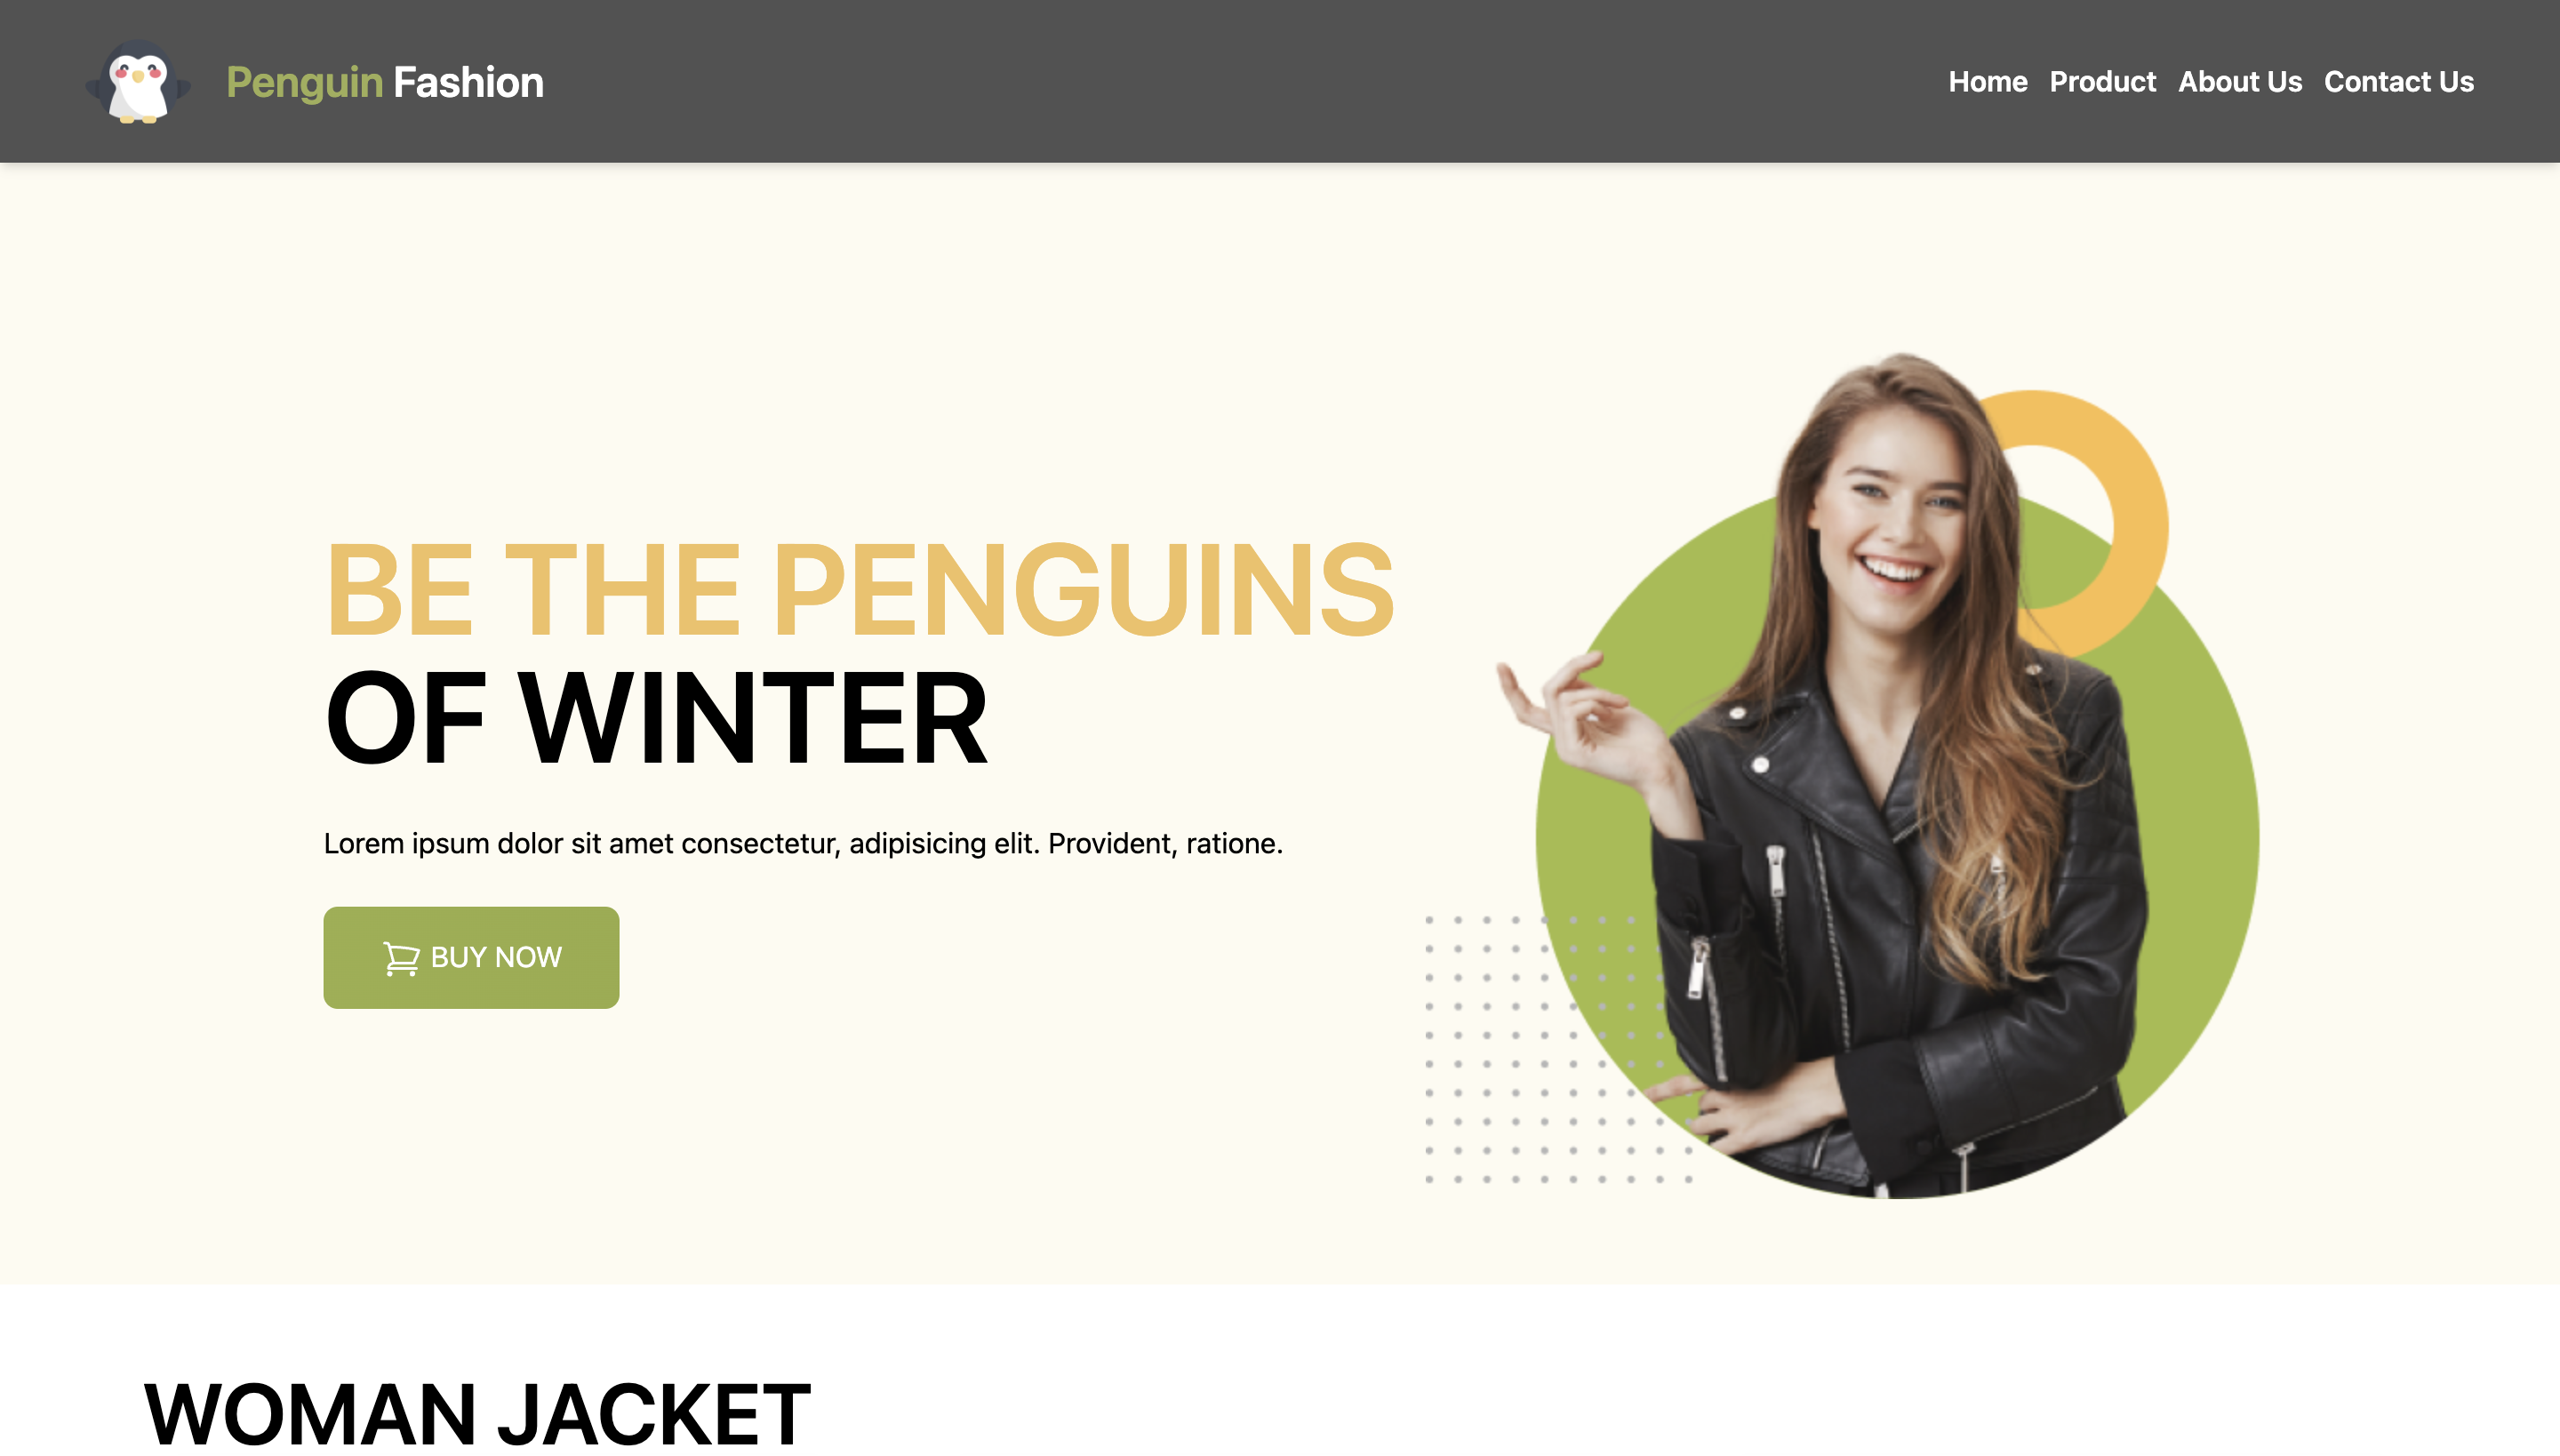 Penguin Fashion
Home Product About Us Contact Us
BE THE PENGUINS
OF WINTER
Lorem ipsum dolor sit amet consectetur, adipisicing elit. Provident, ratione.
BUY NOW
WOMAN JACKET